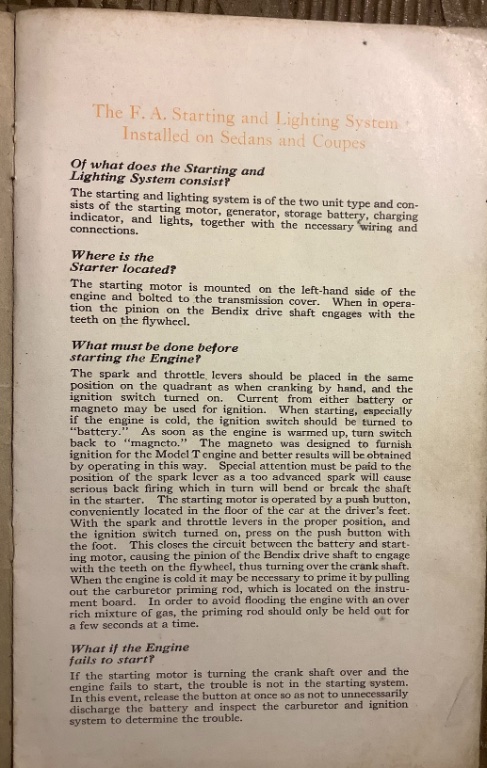 The F. A. Starting and Lighting System
Installed on Sedans and Coupes
Of what does the Starting and
Lighting System consist?
The starting and lighting system is of the two unit type and con-
sists of the starting motor, generator, storage battery, charging
indicator, and lights, together with the necessary wiring and
connections.
Where is the
Starter located?
The starting motor is mounted on the left-hand side of the
engine and bolted to the transmission cover. When in opera-
tion the pinion on the Bendix drive shaft engages with the
teeth on the flywheel.
What must be done before
starting the Engine?
The spark and throttle levers should be placed in the same
position on the quadrant as when cranking by hand, and the
ignition switch turned on. Current from either battery or
magneto may be used for ignition. When starting, especially
if the engine is cold, the ignition switch should be turned to
"battery." As soon as the engine is warmed up, turn switch
back to "magneto." The magneto was designed to furnish
ignition for the Model T engine and better results will be obtained
by operating in this way. Special attention must be paid to the
position of the spark lever as a too advanced spark will cause
serious back firing which in turn will bend or break the shaft
in the starter. The starting motor is operated by a push button,
conveniently located in the floor of the car at the driver's feet.
With the spark and throttle levers in the proper position, and
the ignition switch turned on, press on the push button with
the foot. This closes the circuit between the battery and start-
ing motor, causing the pinion of the Bendix drive shaft to engage
with the teeth on the flywheel, thus turning over the crank shaft.
When the engine is cold it may be necessary to prime it by pulling
out the carburetor priming rod, which is located on the instru-
ment board. In order to avoid flooding the engine with an over
rich mixture of gas, the priming rod should only be held out for
a few seconds at a time.
What if the Engine
fails to start?
If the starting motor is turning the crank shaft over and the
engine fails to start, the trouble is not in the starting system.
In this event, release the button at once so as not to unnecessarily
discharge the battery and inspect the carburetor and ignition
system to determine the trouble.